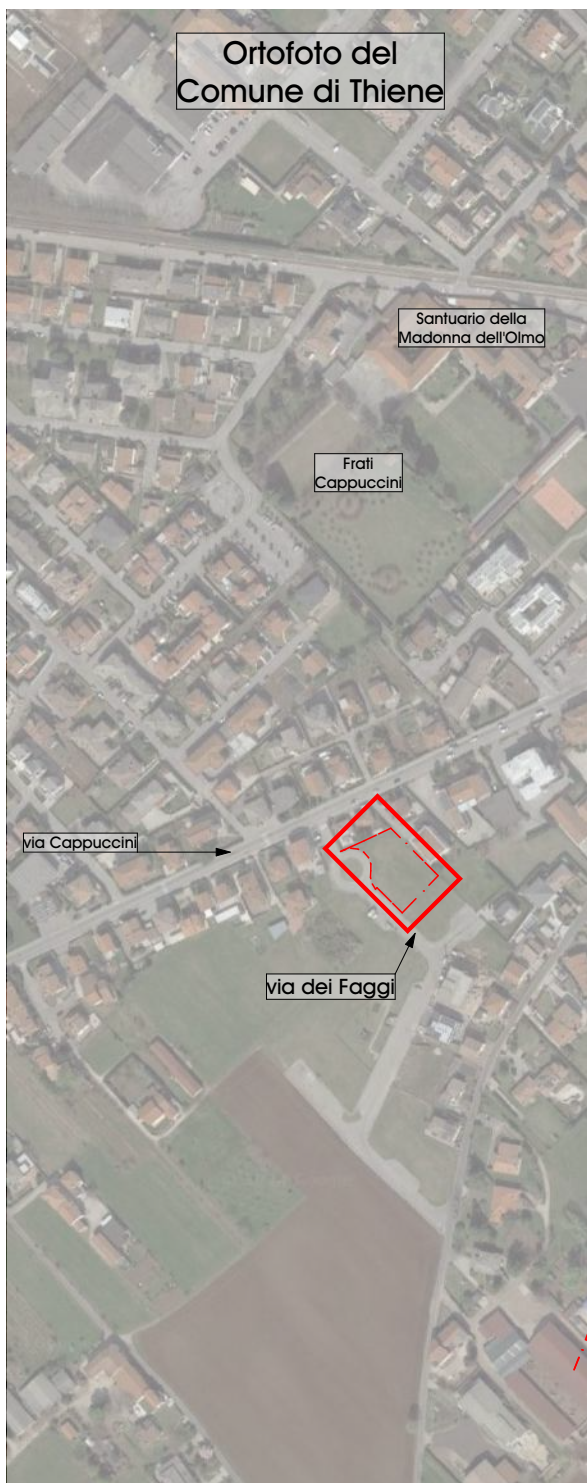 Ortofoto del
Comune di Thiene
Santuario della
Madonna dell'Olmo
Frati
Cappuccini
via Cappuccini
via dei Faggi